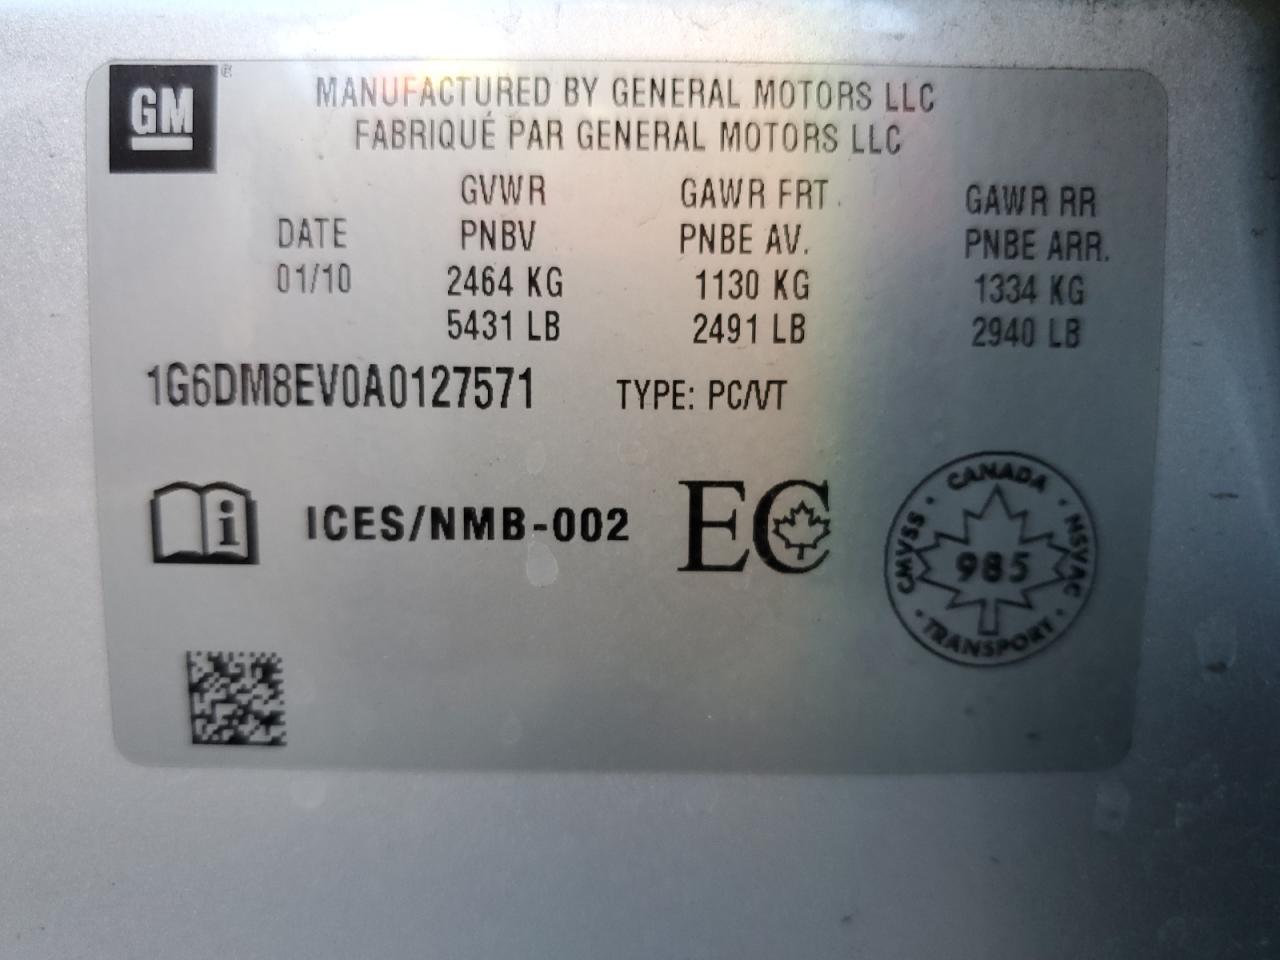 GM
MANUFACTURED BY GENERAL MOTORS LLC
FABRIQUÉ PAR GENERAL MOTORS LLC
GVWR GAWR FRT. GAWR RR
DATE PNBV PNBE AV. PNBE ARR.
01/10 2464 KG 1130 KG 1334 KG
5431 LB 2491 LB 2940 LB
1G6DM8EV0A0127571 TYPE: PC/VT
i ICES/NMB-002 EC
CANADA
CMVSS 985 NSVAC
TRANSPORT